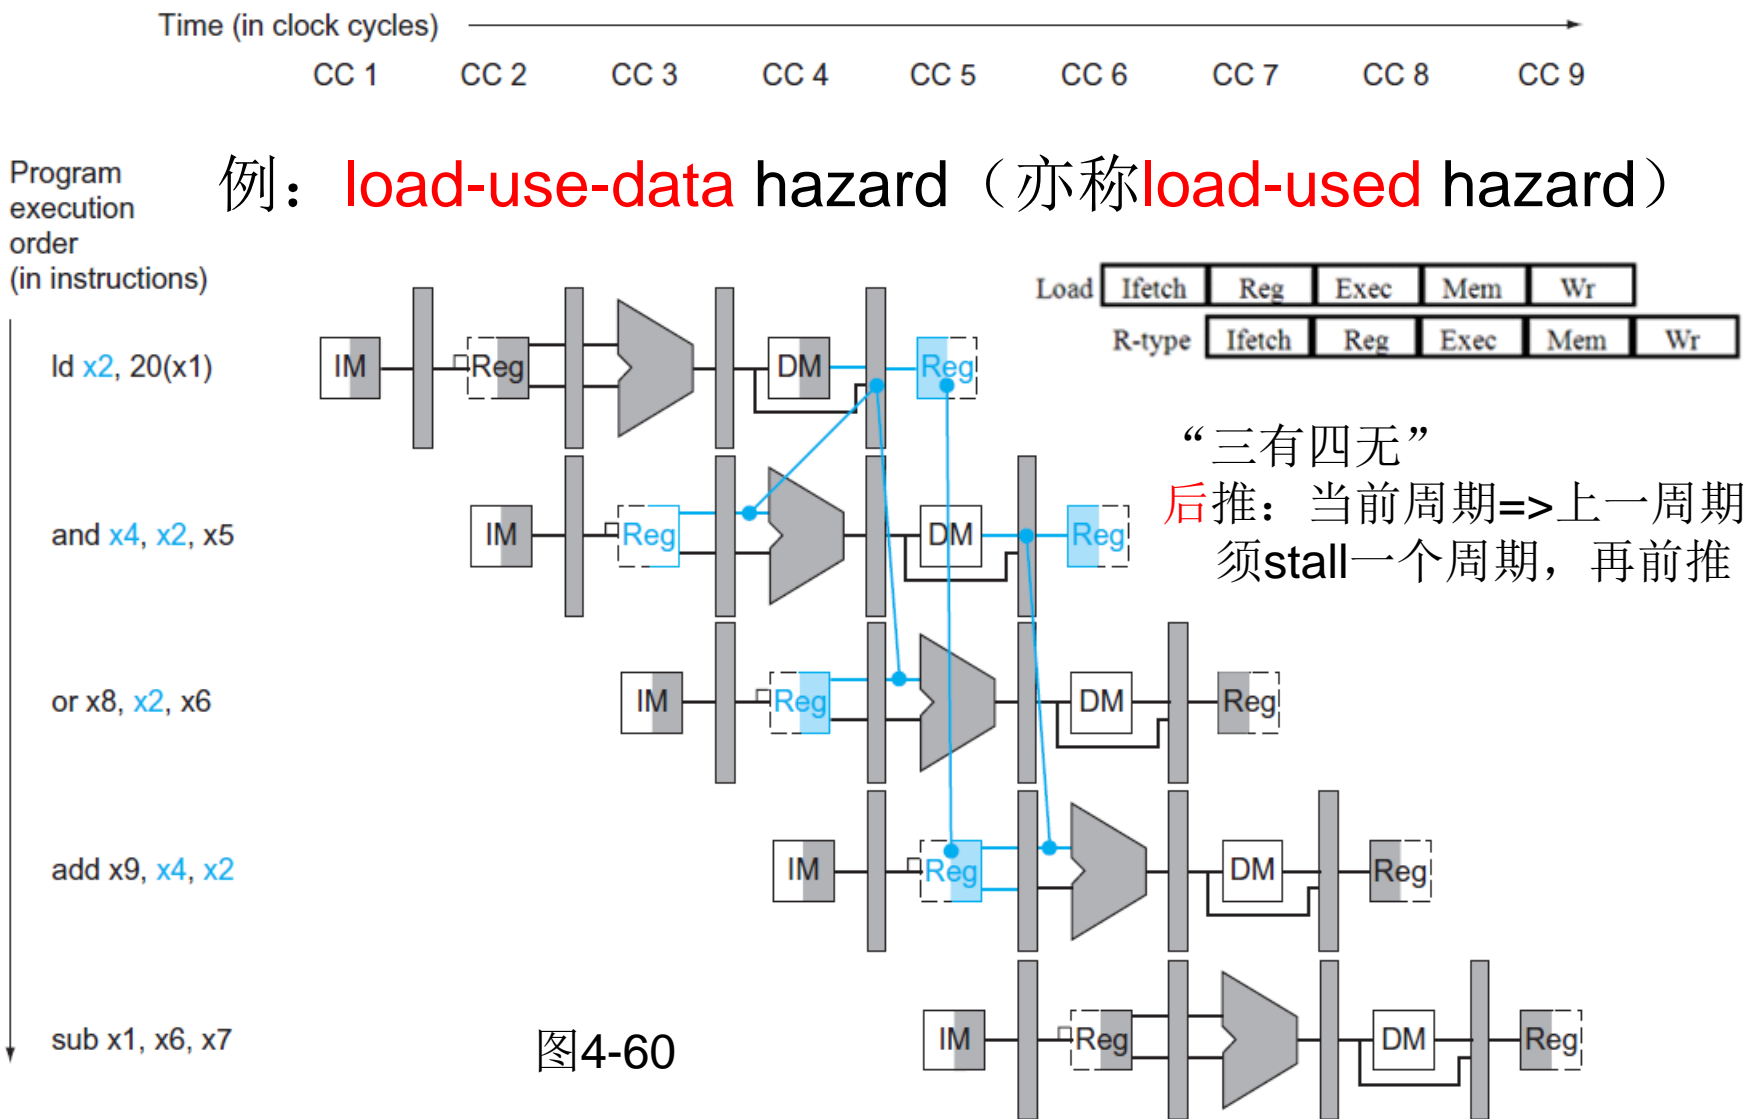 Time (in clock cycles)
CC 1 CC 2 CC 3 CC 4 CC 5 CC 6 CC 7 CC 8 CC 9
Program
execution
order
(in instructions)
例：load-use-data hazard（亦称load-used hazard）
Load Ifetch Reg Exec Mem Wr
R-type Ifetch Reg Exec Mem Wr
ld x2, 20(x1) IM Reg DM Reg
“三有四无”
后推：当前周期=>上一周期
须stall一个周期，再前推
and x4, x2, x5 IM Reg DM Reg
or x8, x2, x6 IM Reg DM Reg
add x9, x4, x2 IM Reg DM Reg
sub x1, x6, x7 IM Reg DM Reg
图4-60